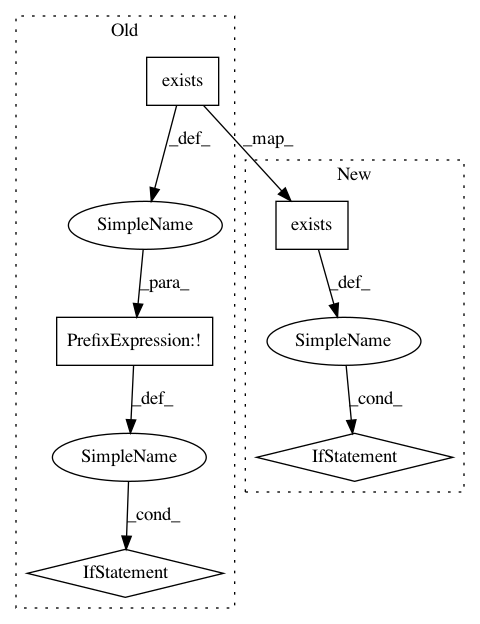 Old
exists
_def_
_map_
New
SimpleName
exists
_para_
_def_
PrefixExpression:!
SimpleName
_def_
_cond_
SimpleName
IfStatement
_cond_
IfStatement